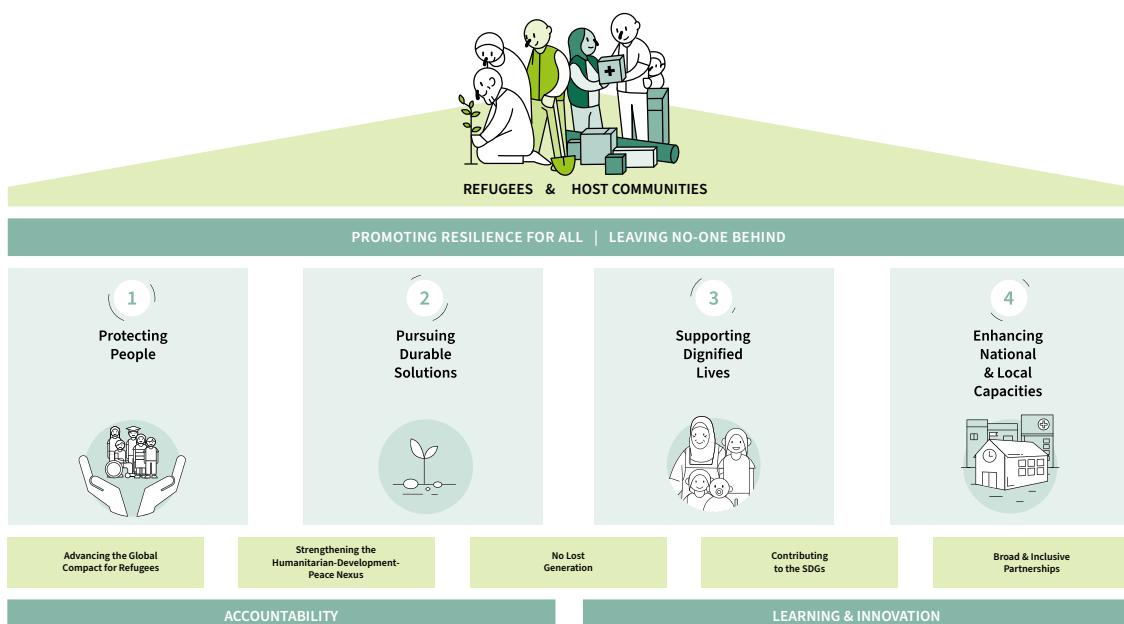 REFUGEES & HOST COMMUNITIES
PROMOTING RESILIENCE FOR ALL | LEAVING NO-ONE BEHIND
1
Protecting
People
2
Pursuing
Durable
Solutions
3
Supporting
Dignified
Lives
4
Enhancing
National
& Local
Capacities
Advancing the Global
Compact for Refugees
Strengthening the
Humanitarian-Development-
Peace Nexus
No Lost
Generation
Contributing
to the SDGs
Broad & Inclusive
Partnerships
ACCOUNTABILITY
LEARNING & INNOVATION